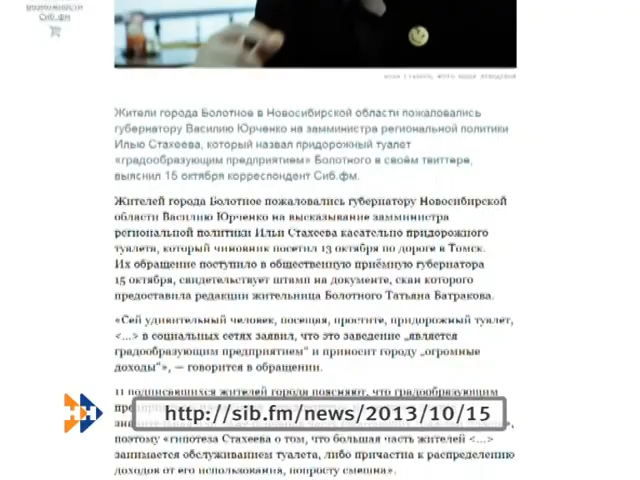 возможности
Сиб.фм
Жители города Болотное в Новосибирской области пожаловались
губернатору Василию Юрченко на замминистра региональной политики
Илью Стахеева, который назвал придорожный туалет
«градообразующим предприятием» Болотного в своём твиттере,
выяснил 15 октября корреспондент Сиб.фм.
Жителей города Болотное пожаловались губернатору Новосибирской
области Василию Юрченко на высказывание замминистра
региональной политики Ильи Стахеева касательно придорожного
туалета, который чиновник посетил 13 октября по дороге в Томск.
Их обращение поступило в общественную приёмную губернатора
15 октября, свидетельствует штамп на документе, скан которого
предоставила редакции жительница Болотного Татьяна Батракова.
«Сей удивительный человек, посещая, простите, придорожный туалет,
<...> в социальных сетях заявил, что это заведение „является
градообразующим предприятием“ и приносит городу „огромные
доходы“», — говорится в обращении.
11 подписавшихся жителей города поясняют, что градообразующим
http://sib.fm/news/2013/10/15
поэтому «гипотеза Стахеева о том, что большая часть жителей <...>
занимается обслуживанием туалета, либо причастна к распределению
доходов от его использования, попросту смешна».